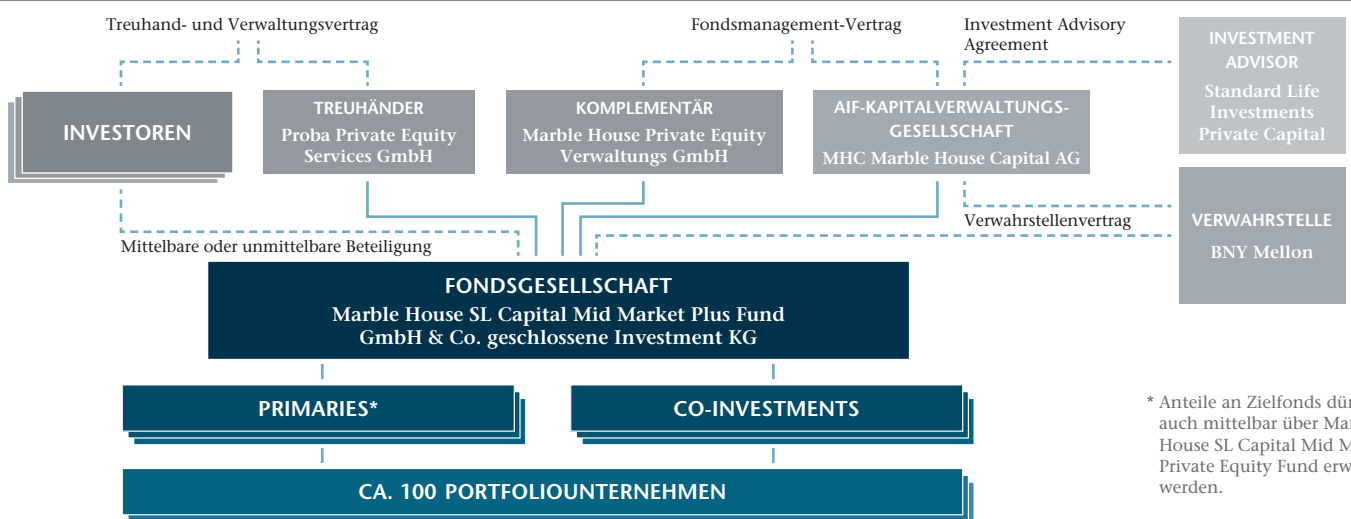 Treuhand- und Verwaltungsvertrag
Fondsmanagement-Vertrag
Investment Advisory
Agreement
INVESTMENT
ADVISOR
Standard Life
Investments
Private Capital
INVESTOREN
TREUHÄNDER
Proba Private Equity
Services GmbH
KOMPLEMENTÄR
Marble House Private Equity
Verwaltungs GmbH
AIF-KAPITALVERWALTUNGS-
GESELLSCHAFT
MHC Marble House Capital AG
Mittelbare oder unmittelbare Beteiligung
Verwahrstellenvertrag
VERWAHRSTELLE
BNY Mellon
FONDSGESELLSCHAFT
Marble House SL Capital Mid Market Plus Fund
GmbH & Co. geschlossene Investment KG
PRIMARIES*
CO-INVESTMENTS
CA. 100 PORTFOLIOUNTERNEHMEN
* Anteile an Zielfonds
auch mittelbar über
House SL Capital Mid
Private Equity Fund
werden.